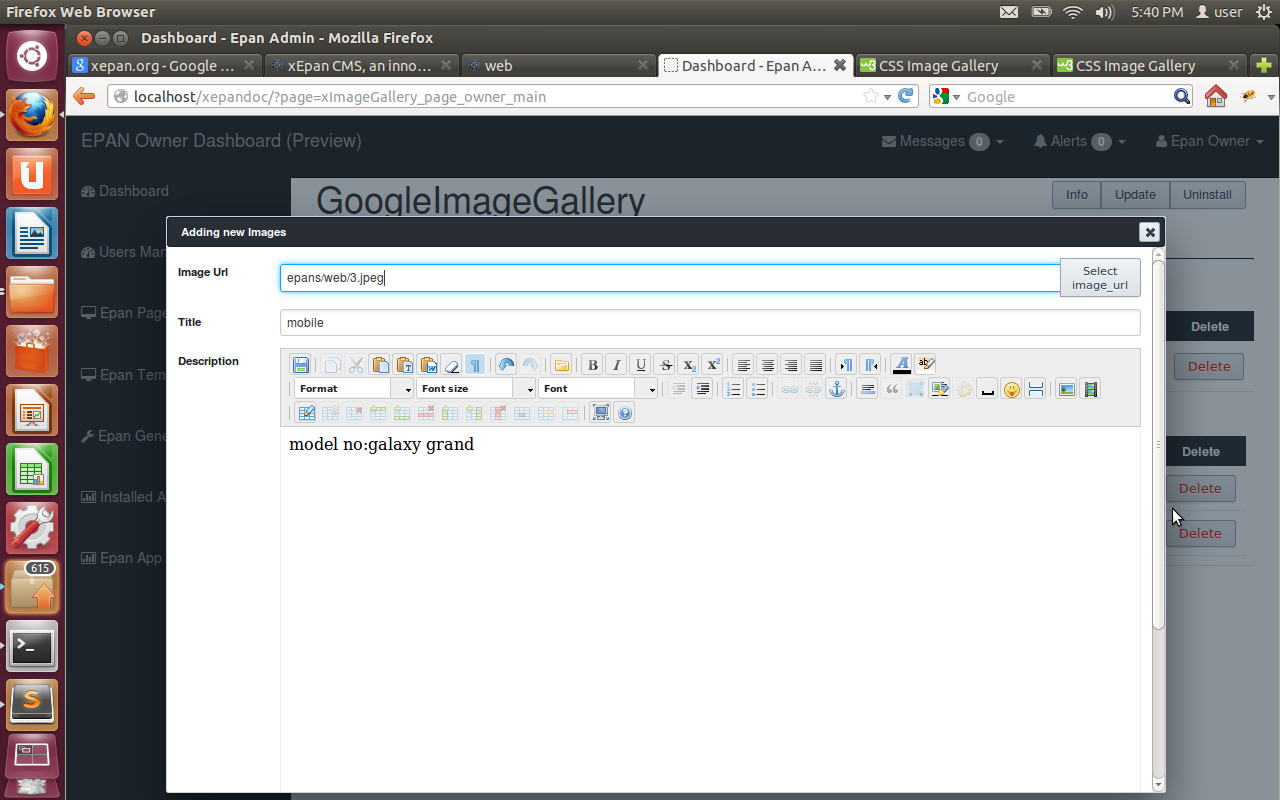 Firefox Web Browser
5:40 PM
user
Dashboard - Epan Admin - Mozilla Firefox
xepan.org - Google ...
xEpan CMS, an inno...
web
Dashboard - Epan A...
CSS Image Gallery
CSS Image Gallery
localhost/xepandoc/?page=xImageGallery_page_owner_main
Google
EPAN Owner Dashboard (Preview)
Messages 0
Alerts 0
Epan Owner
Dashboard
GoogleImageGallery
Info
Update
Uninstall
Adding new Images
Users Man
Image Url
epans/web/3.jpeg
Select
image_url
Epan Page
Title
mobile
Delete
Description
Delete
Epan Tem
Format
Font size
Font
Epan Gene
model no:galaxy grand
Delete
Delete
Installed A
Delete
Epan App
615